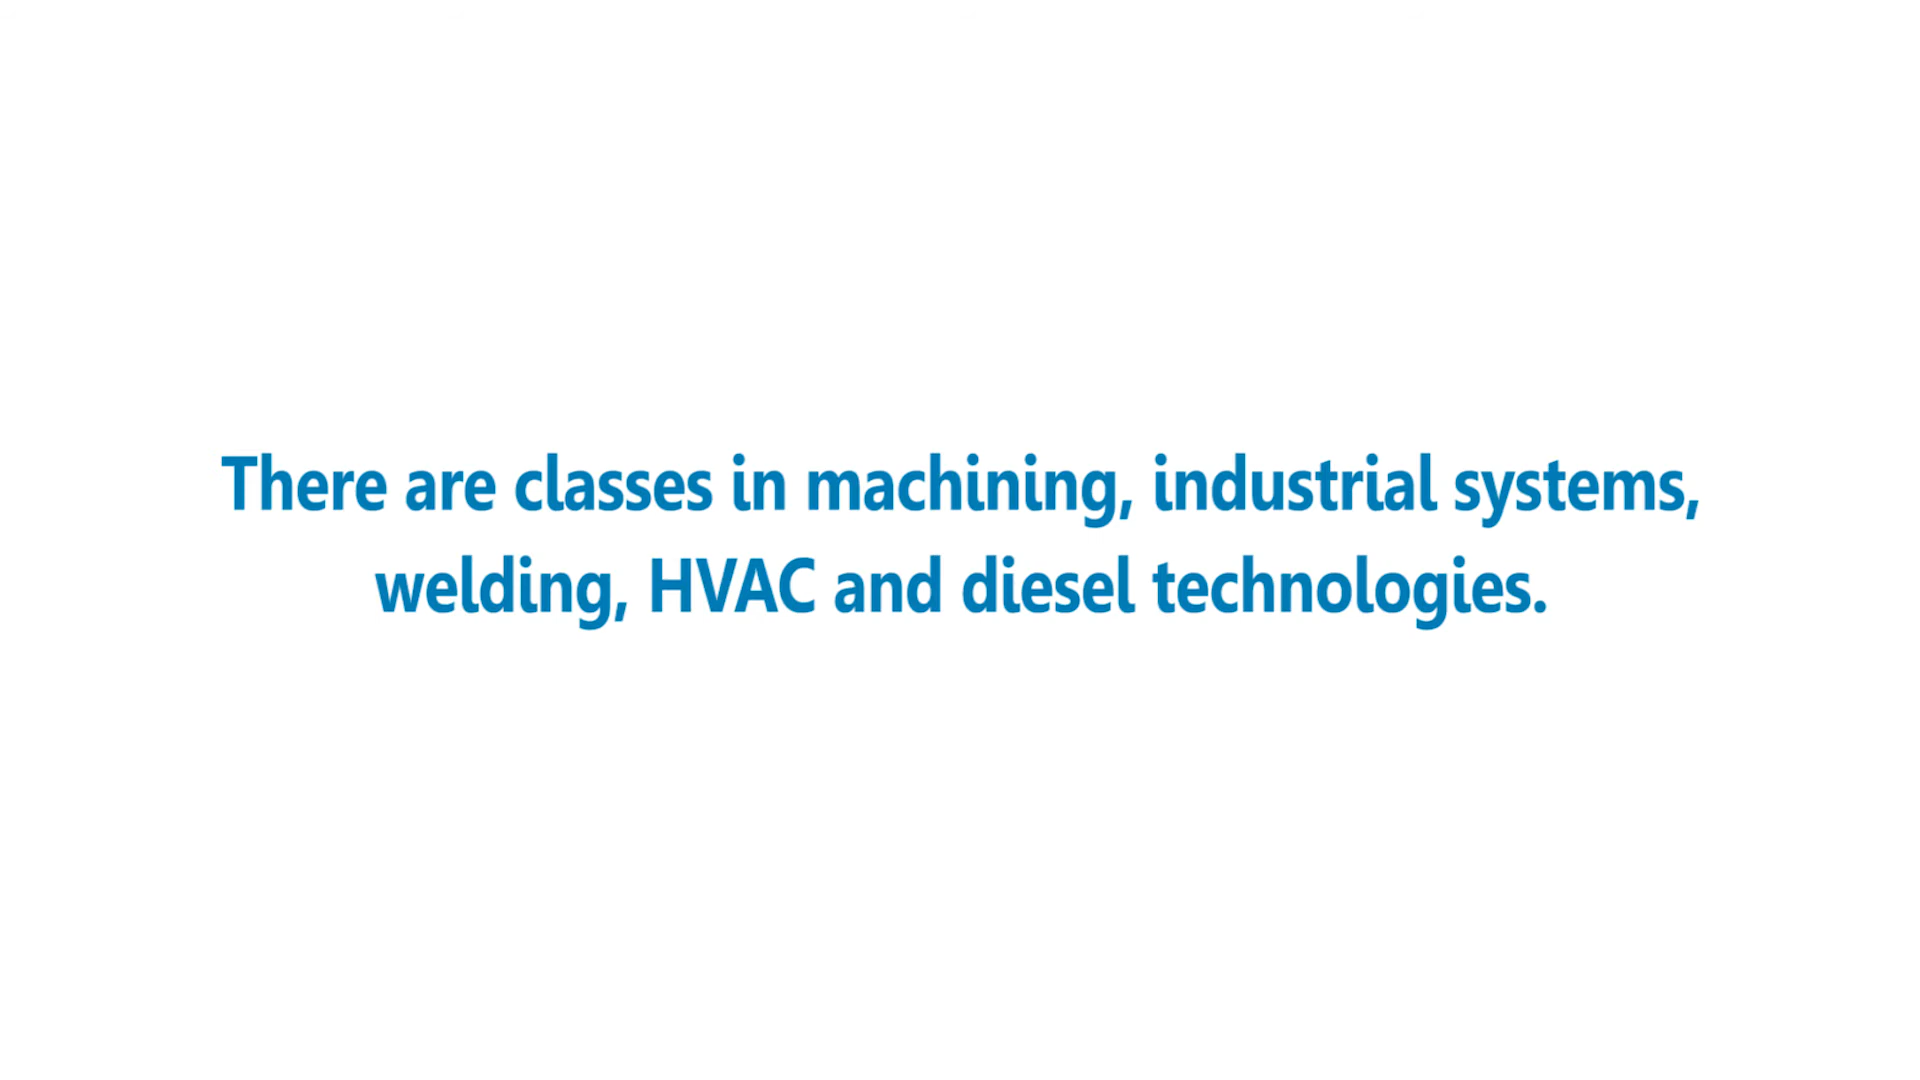 There are classes in machining, industrial systems,
welding, HVAC and diesel technologies.